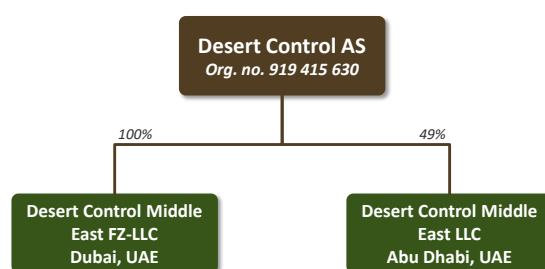 Desert Control AS
Org. no. 919 415 630
100%
49%
Desert Control Middle
East FZ-LLC
Dubai, UAE
Desert Control Middle
East LLC
Abu Dhabi, UAE